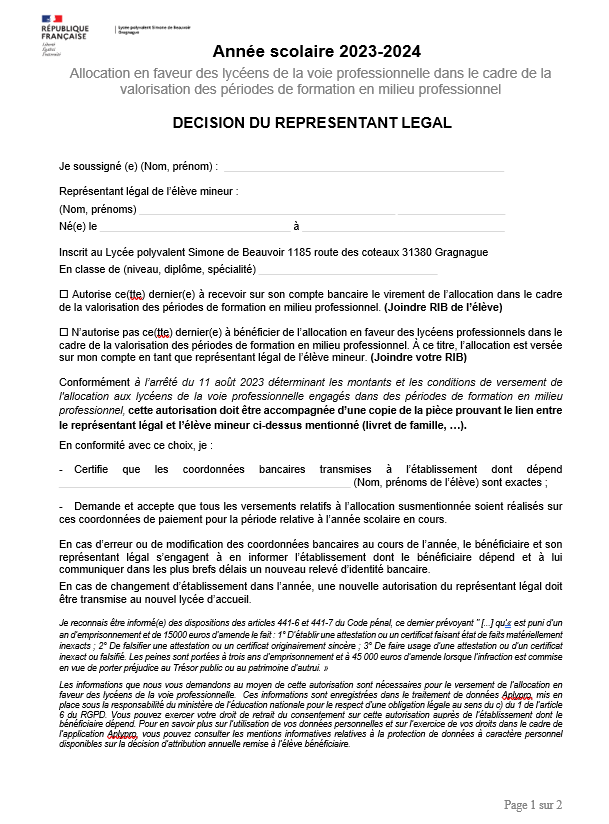 RÉPUBLIQUE
FRANÇAISE
Liberté
Égalité
Fraternité
Lycée polyvalent Simone de Beauvoir
Gragnague
Année scolaire 2023-2024
Allocation en faveur des lycéens de la voie professionnelle dans le cadre de la
valorisation des périodes de formation en milieu professionnel
DECISION DU REPRESENTANT LEGAL
Je soussigné (e) (Nom, prénom) :
Représentant légal de l'élève mineur :
(Nom, prénoms)
Né(e) le à
Inscrit au Lycée polyvalent Simone de Beauvoir 1185 route des coteaux 31380 Gragnague
En classe de (niveau, diplôme, spécialité)
☐ Autorise ce(tte) dernier(e) à recevoir sur son compte bancaire le virement de l'allocation dans le cadre
de la valorisation des périodes de formation en milieu professionnel. (Joindre RIB de l'élève)
☐ N'autorise pas ce(tte) dernier(e) à bénéficier de l'allocation en faveur des lycéens professionnels dans le
cadre de la valorisation des périodes de formation en milieu professionnel. À ce titre, l'allocation est versée
sur mon compte en tant que représentant légal de l'élève mineur. (Joindre votre RIB)
Conformément à l'arrêté du 11 août 2023 déterminant les montants et les conditions de versement de
l'allocation aux lycéens de la voie professionnelle engagés dans des périodes de formation en milieu
professionnel, cette autorisation doit être accompagnée d'une copie de la pièce prouvant le lien entre
le représentant légal et l'élève mineur ci-dessus mentionné (livret de famille, …).
En conformité avec ce choix, je :
- Certifie que les coordonnées bancaires transmises à l'établissement dont dépend
(Nom, prénoms de l'élève) sont exactes ;
- Demande et accepte que tous les versements relatifs à l'allocation susmentionnée soient réalisés sur
ces coordonnées de paiement pour la période relative à l'année scolaire en cours.
En cas d'erreur ou de modification des coordonnées bancaires au cours de l'année, le bénéficiaire et son
représentant légal s'engagent à en informer l'établissement dont le bénéficiaire dépend et à lui
communiquer dans les plus brefs délais un nouveau relevé d'identité bancaire.
En cas de changement d'établissement dans l'année, une nouvelle autorisation du représentant légal doit
être transmise au nouvel lycée d'accueil.
Je reconnais être informé(e) des dispositions des articles 441-6 et 441-7 du Code pénal, ce dernier prévoyant " [...] qu'est puni d'un
an d'emprisonnement et de 15000 euros d'amende le fait : 1° D'établir une attestation ou un certificat faisant état de faits matériellement
inexacts ; 2° De falsifier une attestation ou un certificat originairement sincère ; 3° De faire usage d'une attestation ou d'un certificat
inexact ou falsifié. Les peines sont portées à trois ans d'emprisonnement et à 45 000 euros d'amende lorsque l'infraction est commise
en vue de porter préjudice au Trésor public ou au patrimoine d'autrui. »
Les informations que nous vous demandons au moyen de cette autorisation sont nécessaires pour le versement de l'allocation en
faveur des lycéens de la voie professionnelle. Ces informations sont enregistrées dans le traitement de données Aplypro, mis en
place sous la responsabilité du ministère de l'éducation nationale pour le respect d'une obligation légale au sens du c) du 1 de l'article
6 du RGPD. Vous pouvez exercer votre droit de retrait du consentement sur cette autorisation auprès de l'établissement dont le
bénéficiaire dépend. Pour en savoir plus sur l'utilisation de vos données personnelles et sur l'exercice de vos droits dans le cadre de
l'application Aplypro, vous pouvez consulter les mentions informatives relatives à la protection de données à caractère personnel
disponibles sur la décision d'attribution annuelle remise à l'élève bénéficiaire.
Page 1 sur 2